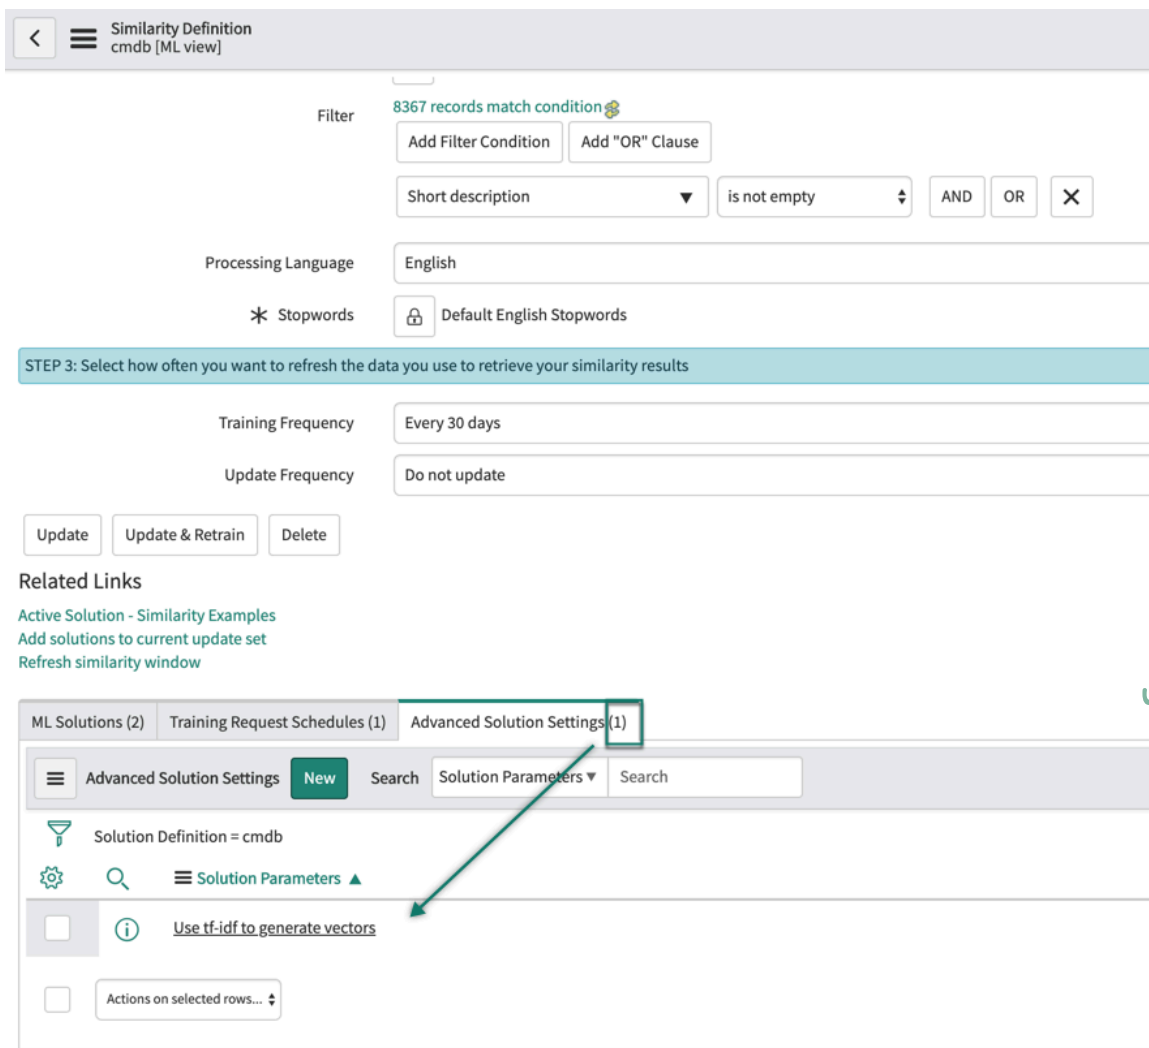 Similarity Definition
cmdb [ML view]
Filter
8367 records match condition
Add Filter Condition Add "OR" Clause
Short description ▼ is not empty AND OR ✕
Processing Language English
Stopwords Default English Stopwords
STEP 3: Select how often you want to refresh the data you use to retrieve your similarity results
Training Frequency Every 30 days
Update Frequency Do not update
Update Update & Retrain Delete
Related Links
Active Solution - Similarity Examples
Add solutions to current update set
Refresh similarity window
ML Solutions (2) Training Request Schedules (1) Advanced Solution Settings (1)
Advanced Solution Settings New Search Solution Parameters ▼ Search
Solution Definition = cmdb
Solution Parameters ▲
Use tf-idf to generate vectors
Actions on selected rows...